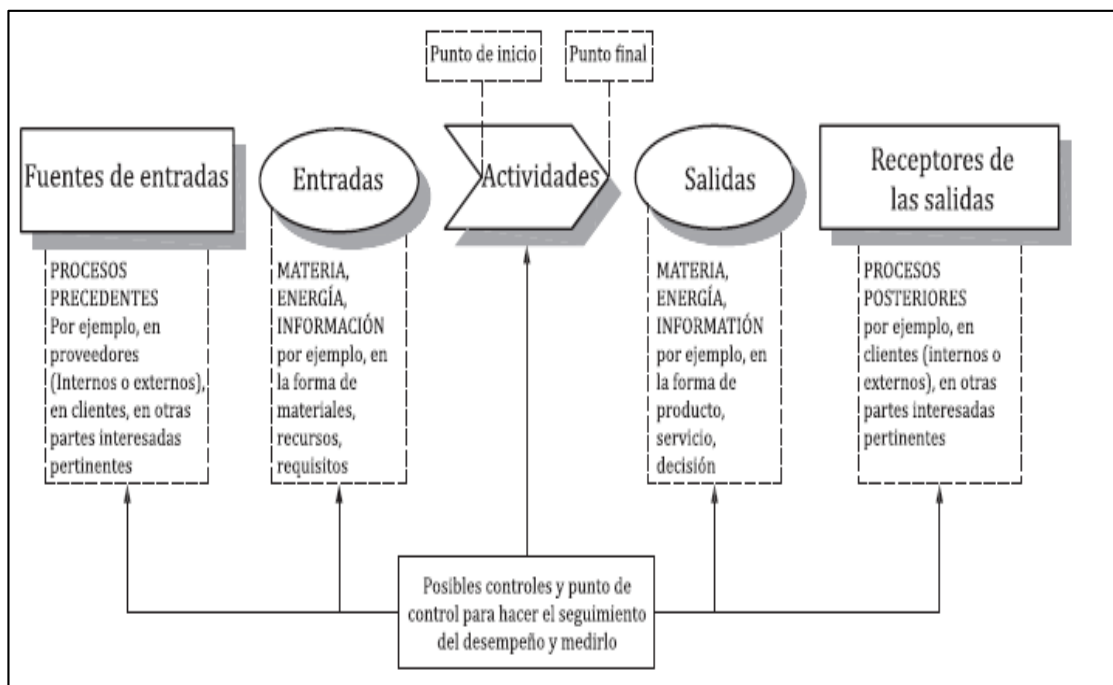 Punto de inicio
Punto final
Fuentes de entradas
Entradas
Actividades
Salidas
Receptores de
las salidas
PROCESOS
PRECEDENTES
Por ejemplo, en
proveedores
(Internos o externos),
en clientes, en otras
partes interesadas
pertinentes
MATERIA,
ENERGÍA,
INFORMACIÓN
por ejemplo, en
la forma de
materiales,
recursos,
requisitos
MATERIA,
ENERGÍA,
INFORMATIÓN
por ejemplo, en
la forma de
producto,
servicio,
decisión
PROCESOS
POSTERIORES
por ejemplo, en
clientes (internos o
externos), en otras
partes interesadas
pertinentes
Posibles controles y punto de
control para hacer el seguimiento
del desempeño y medirlo